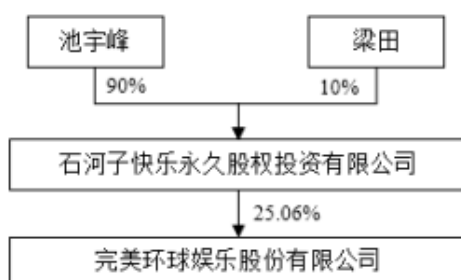 池宇峰 梁田
90% 10%
石河子快乐永久股权投资有限公司
25.06%
完美环球娱乐股份有限公司